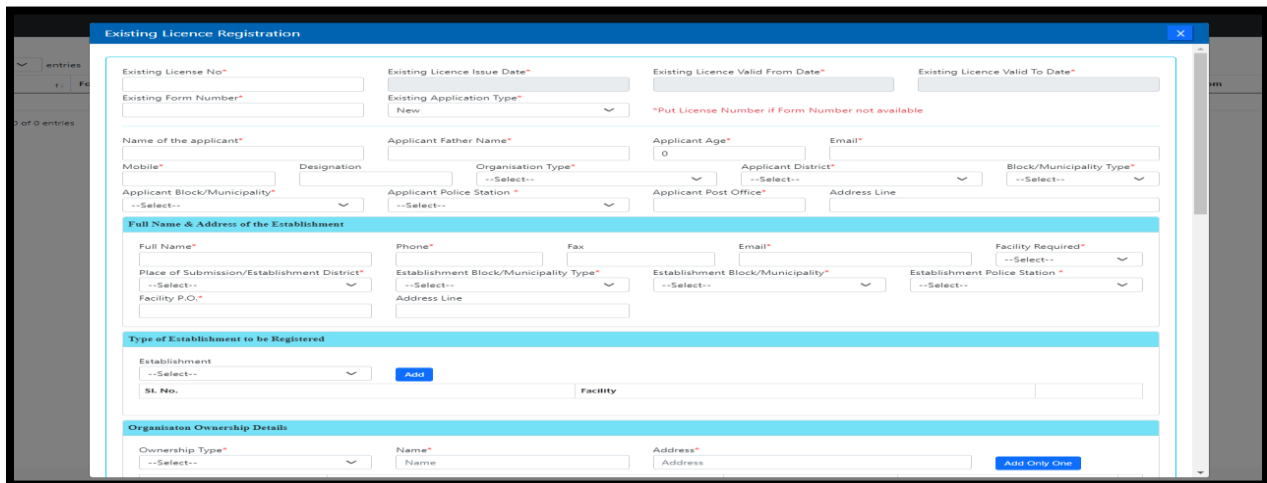 Existing Licence Registration
entries
Existing License No* Existing Licence Issue Date* Existing Licence Valid From Date* Existing Licence Valid To Date*
Existing Form Number* Existing Application Type*
New *Put License Number if Form Number not available
0 of 0 entries
Name of the applicant* Applicant Father Name* Applicant Age* Email*
0
Mobile* Designation Organisation Type* Applicant District* Block/Municipality Type*
--Select-- --Select-- --Select--
Applicant Block/Municipality* Applicant Police Station * Applicant Post Office* Address Line
--Select-- --Select--
Full Name & Address of the Establishment
Full Name* Phone* Fax Email* Facility Required*
--Select--
Place of Submission/Establishment District* Establishment Block/Municipality Type* Establishment Block/Municipality* Establishment Police Station *
--Select-- --Select-- --Select-- --Select--
Facility P.O.* Address Line
Type of Establishment to be Registered
Establishment
--Select-- Add
Sl. No. Facility
Organisaton Ownership Details
Ownership Type* Name* Address*
--Select-- Name Address Add Only One